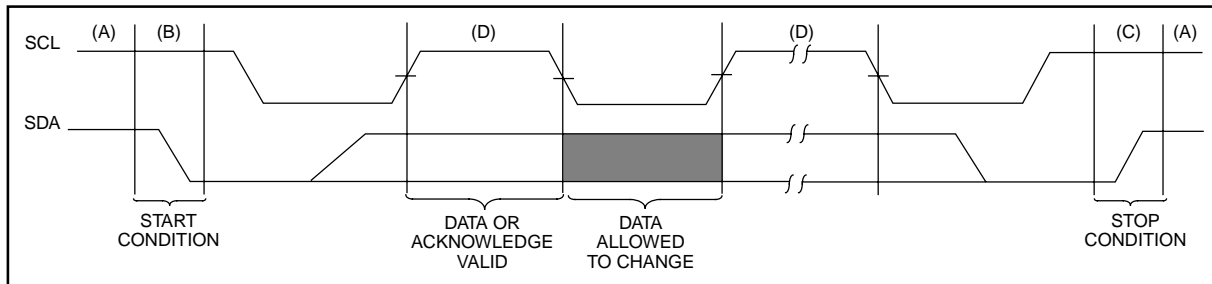 (A) (B) (D) (D) (C) (A)
SCL
SDA
START
CONDITION
DATA OR
ACKNOWLEDGE
VALID
DATA
ALLOWED
TO CHANGE
STOP
CONDITION